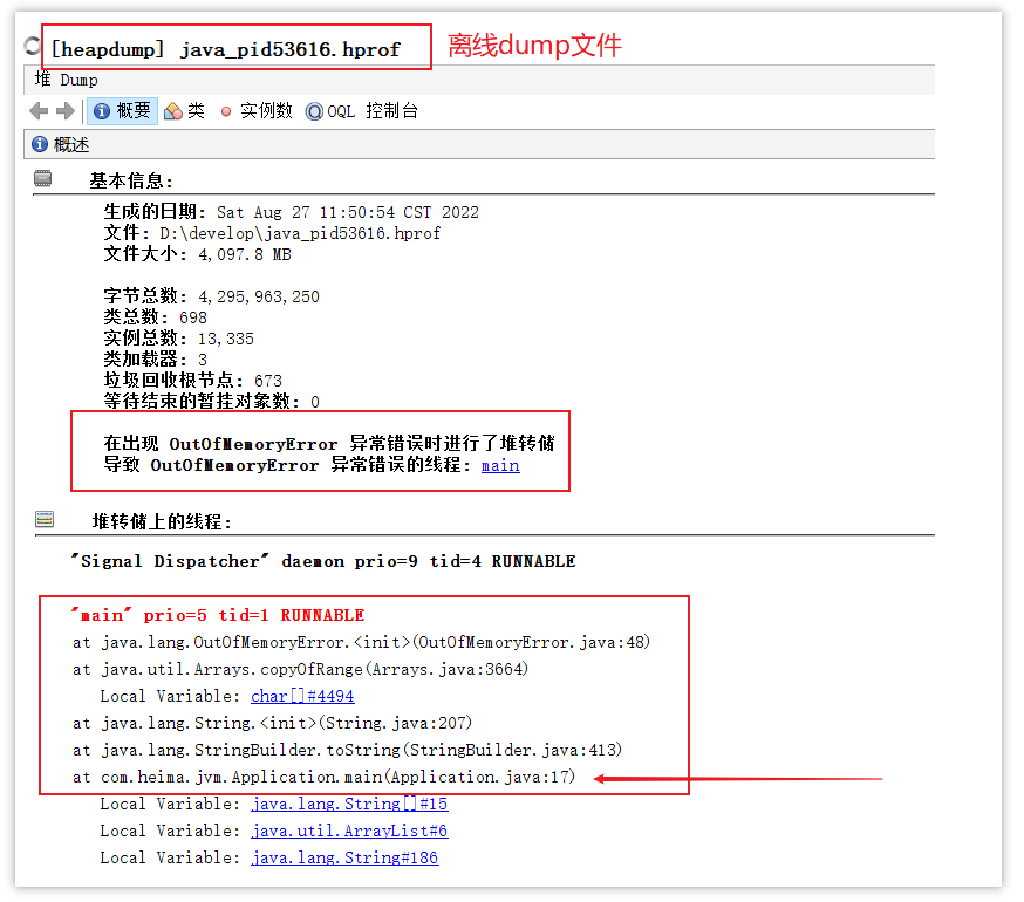 [heapdump] java_pid53616.hprof
离线dump文件
堆 Dump
概要 类 实例数 OQL 控制台
概述
基本信息:
生成的日期: Sat Aug 27 11:50:54 CST 2022
文件: D:\develop\java_pid53616.hprof
文件大小: 4,097.8 MB
字节总数: 4,295,963,250
类总数: 698
实例总数: 13,335
类加载器: 3
垃圾回收根节点: 673
等待结束的暂挂对象数: 0
在出现 OutOfMemoryError 异常错误时进行了堆转储
导致 OutOfMemoryError 异常错误的线程: main
堆转储上的线程:
"Signal Dispatcher" daemon prio=9 tid=4 RUNNABLE
"main" prio=5 tid=1 RUNNABLE
at java.lang.OutOfMemoryError.<init>(OutOfMemoryError.java:48)
at java.util.Arrays.copyOfRange(Arrays.java:3664)
Local Variable: char[]#4494
at java.lang.String.<init>(String.java:207)
at java.lang.StringBuilder.toString(StringBuilder.java:413)
at com.heima.jvm.Application.main(Application.java:17)
Local Variable: java.lang.String[]#15
Local Variable: java.util.ArrayList#6
Local Variable: java.lang.String#186